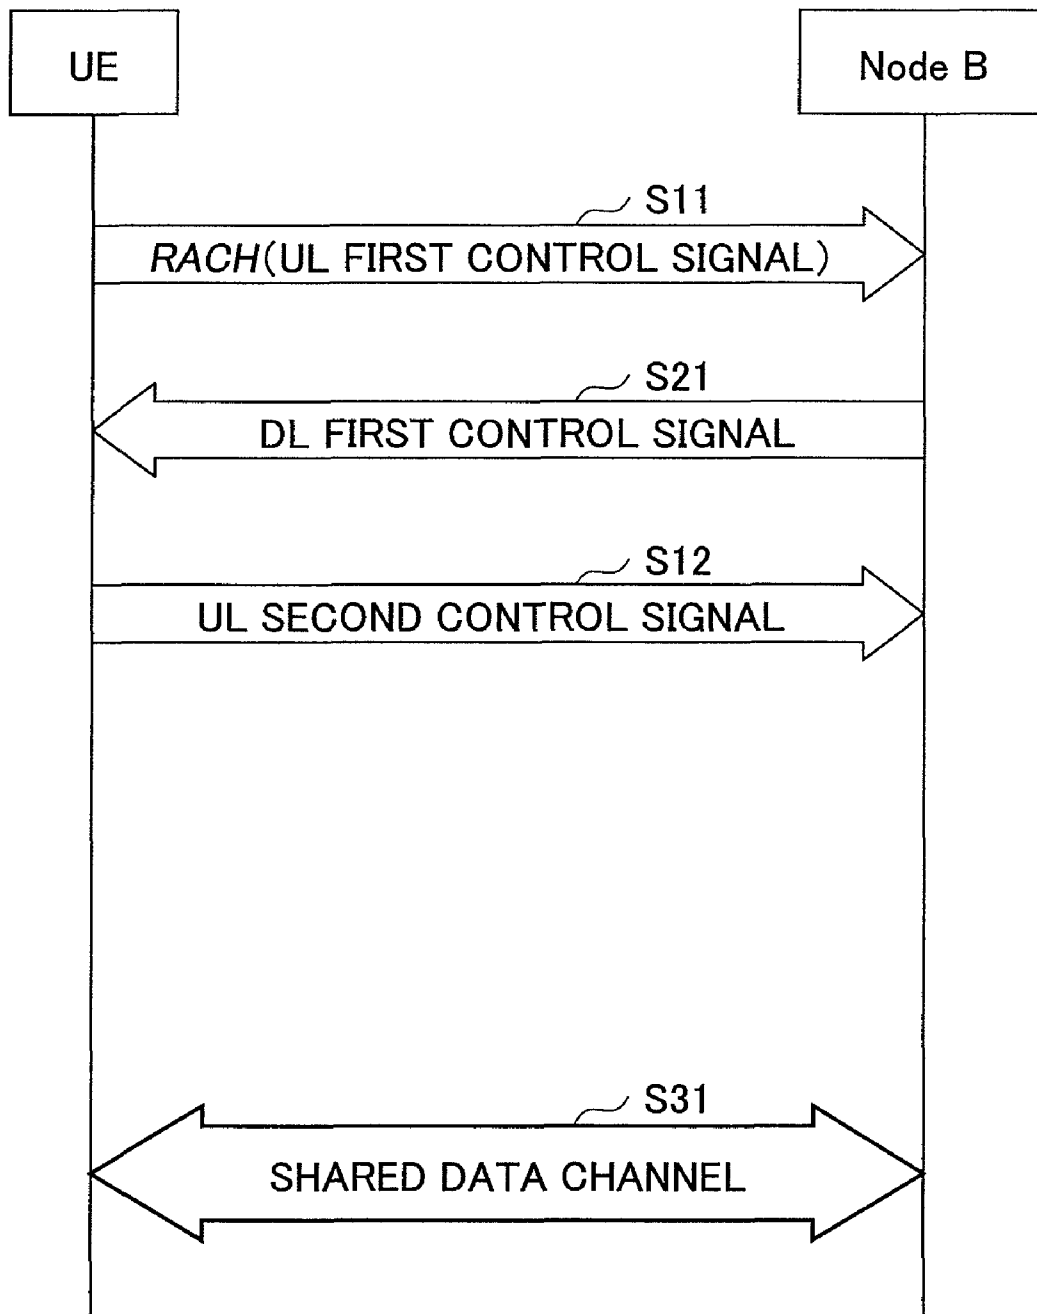 UE
Node B
S11
RACH(UL FIRST CONTROL SIGNAL)
S21
DL FIRST CONTROL SIGNAL
S12
UL SECOND CONTROL SIGNAL
S31
SHARED DATA CHANNEL